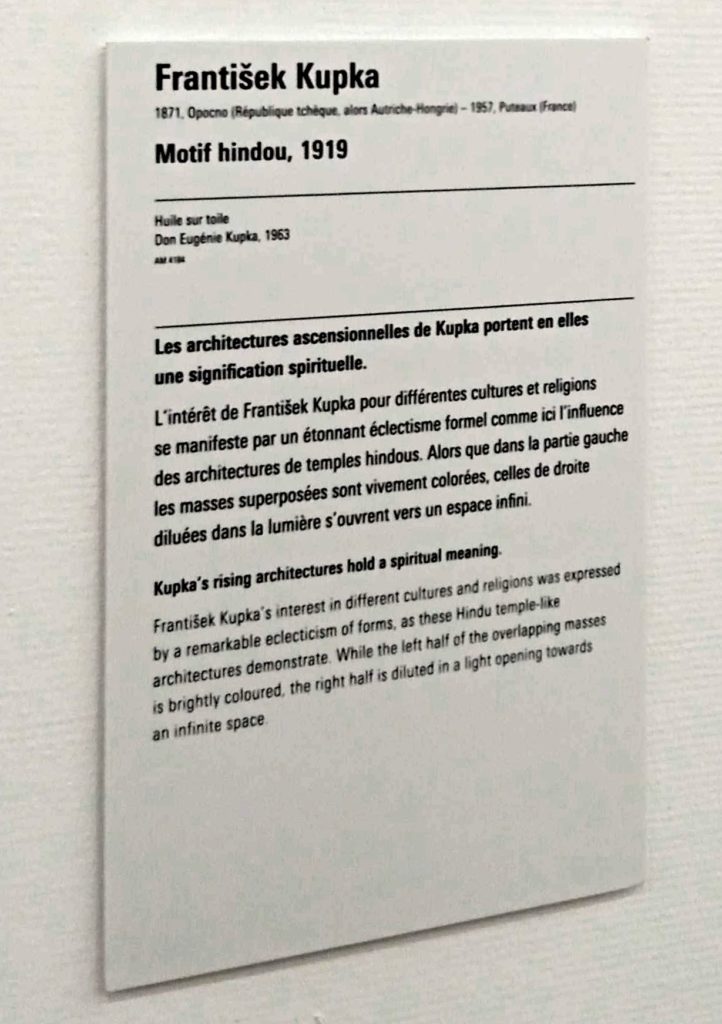 František Kupka
1871, Opocno (République tchèque, alors Autriche-Hongrie) – 1957, Puteaux (France)
Motif hindou, 1919
Huile sur toile
Don Eugénie Kupka, 1963
AM 4184
Les architectures ascensionnelles de Kupka portent en elles
une signification spirituelle.
L'intérêt de František Kupka pour différentes cultures et religions
se manifeste par un étonnant éclectisme formel comme ici l'influence
des architectures de temples hindous. Alors que dans la partie gauche
les masses superposées sont vivement colorées, celles de droite
diluées dans la lumière s'ouvrent vers un espace infini.
Kupka's rising architectures hold a spiritual meaning.
František Kupka's interest in different cultures and religions was expressed
by a remarkable eclecticism of forms, as these Hindu temple-like
architectures demonstrate. While the left half of the overlapping masses
is brightly coloured, the right half is diluted in a light opening towards
an infinite space.